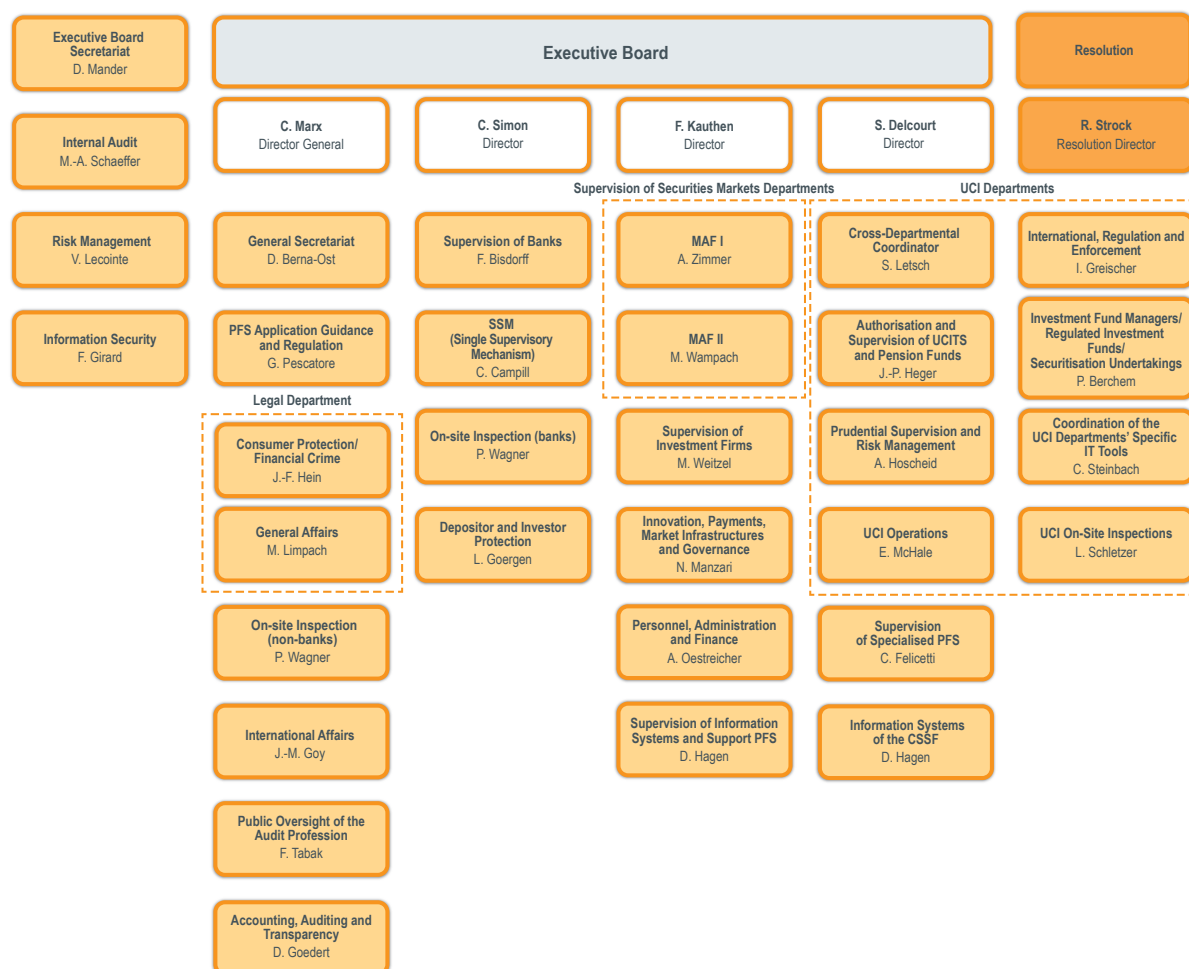 Executive Board
Secretariat
D. Mander
Executive Board
Resolution
Internal Audit
M.-A. Schaeffer
C. Marx
Director General
C. Simon
Director
F. Kauthen
Director
S. Delcourt
Director
R. Strock
Resolution Director
Supervision of Securities Markets Departments
UCI Departments
Risk Management
V. Lecointe
General Secretariat
D. Berna-Ost
Supervision of Banks
F. Bisdorff
MAF I
A. Zimmer
Cross-Departmental
Coordinator
S. Letsch
International, Regulation and
Enforcement
I. Greischer
Information Security
F. Girard
PFS Application Guidance
and Regulation
G. Pescatore
SSM
(Single Supervisory
Mechanism)
C. Campill
MAF II
M. Wampach
Authorisation and
Supervision of UCITS
and Pension Funds
J.-P. Heger
Investment Fund Managers/
Regulated Investment
Funds/
Securitisation Undertakings
P. Berchem
Legal Department
Consumer Protection/
Financial Crime
J.-F. Hein
On-site Inspection (banks)
P. Wagner
Supervision of
Investment Firms
M. Weitzel
Prudential Supervision and
Risk Management
A. Hoscheid
Coordination of the
UCI Departments' Specific
IT Tools
C. Steinbach
General Affairs
M. Limpach
Depositor and Investor
Protection
L. Goergen
Innovation, Payments,
Market Infrastructures
and Governance
N. Manzari
UCI Operations
E. McHale
UCI On-Site Inspections
L. Schletzer
On-site Inspection
(non-banks)
P. Wagner
Personnel, Administration
and Finance
A. Oestreicher
Supervision
of Specialised PFS
C. Felicetti
International Affairs
J.-M. Goy
Supervision of Information
Systems and Support PFS
D. Hagen
Information Systems
of the CSSF
D. Hagen
Public Oversight of the
Audit Profession
F. Tabak
Accounting, Auditing and
Transparency
D. Goedert